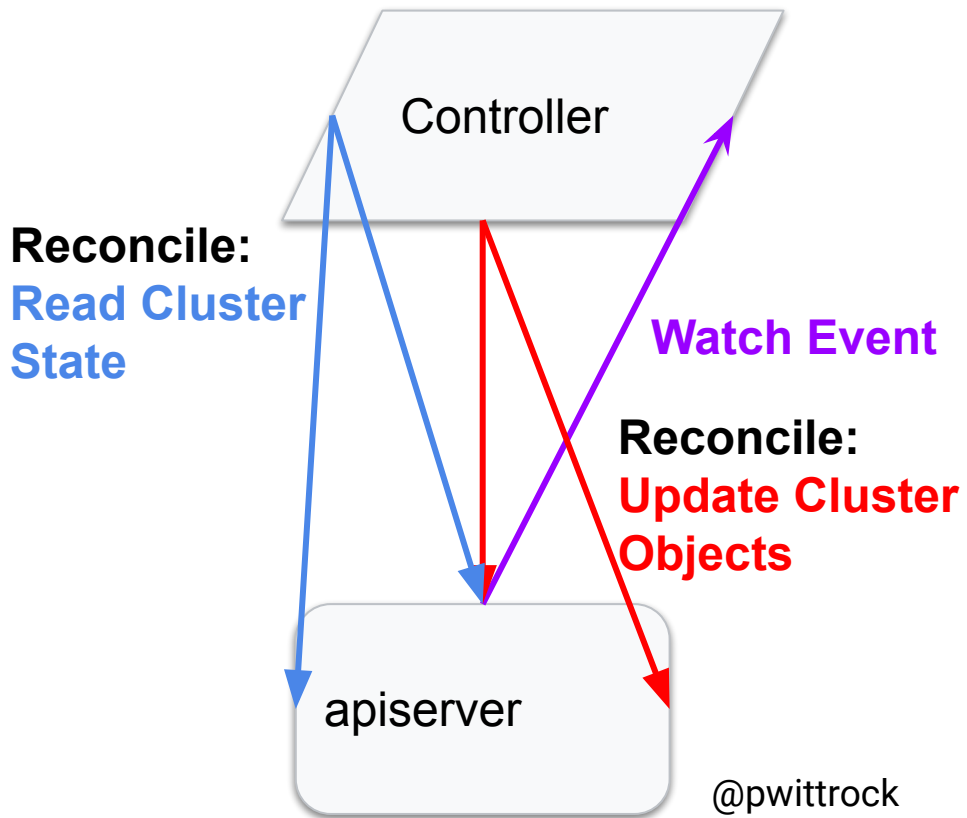 Controller
Reconcile:
Read Cluster
State
Watch Event
Reconcile:
Update Cluster
Objects
apiserver
@pwittrock